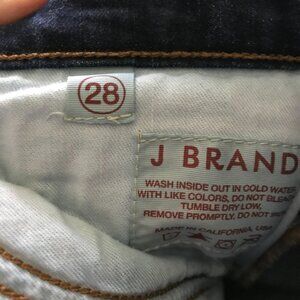 28
J BRAND
WASH INSIDE OUT IN COLD WATER
WITH LIKE COLORS, DO NOT BLEACH
TUMBLE DRY LOW,
REMOVE PROMPTLY, DO NOT
MADE IN CALIFORNIA, USA